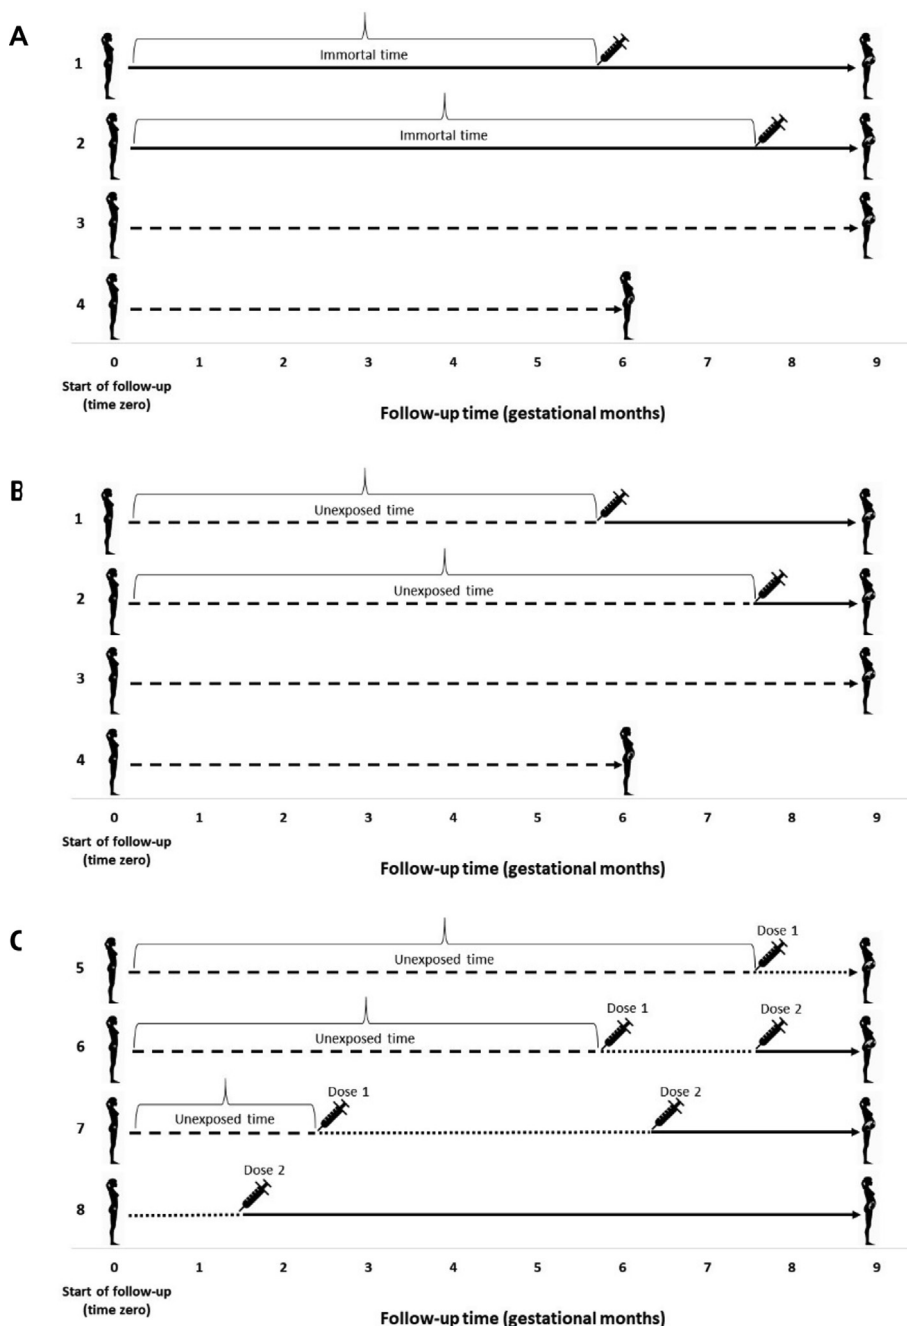 A
Immortal time
1
Immortal time
2
3
4
0 1 2 3 4 5 6 7 8 9
Start of follow-up
(time zero)
Follow-up time (gestational months)
B
Unexposed time
1
Unexposed time
2
3
4
0 1 2 3 4 5 6 7 8 9
Start of follow-up
(time zero)
Follow-up time (gestational months)
C
Dose 1
Unexposed time
5
Dose 1 Dose 2
Unexposed time
6
Dose 1 Dose 2
Unexposed time
7
Dose 2
8
0 1 2 3 4 5 6 7 8 9
Start of follow-up
(time zero)
Follow-up time (gestational months)